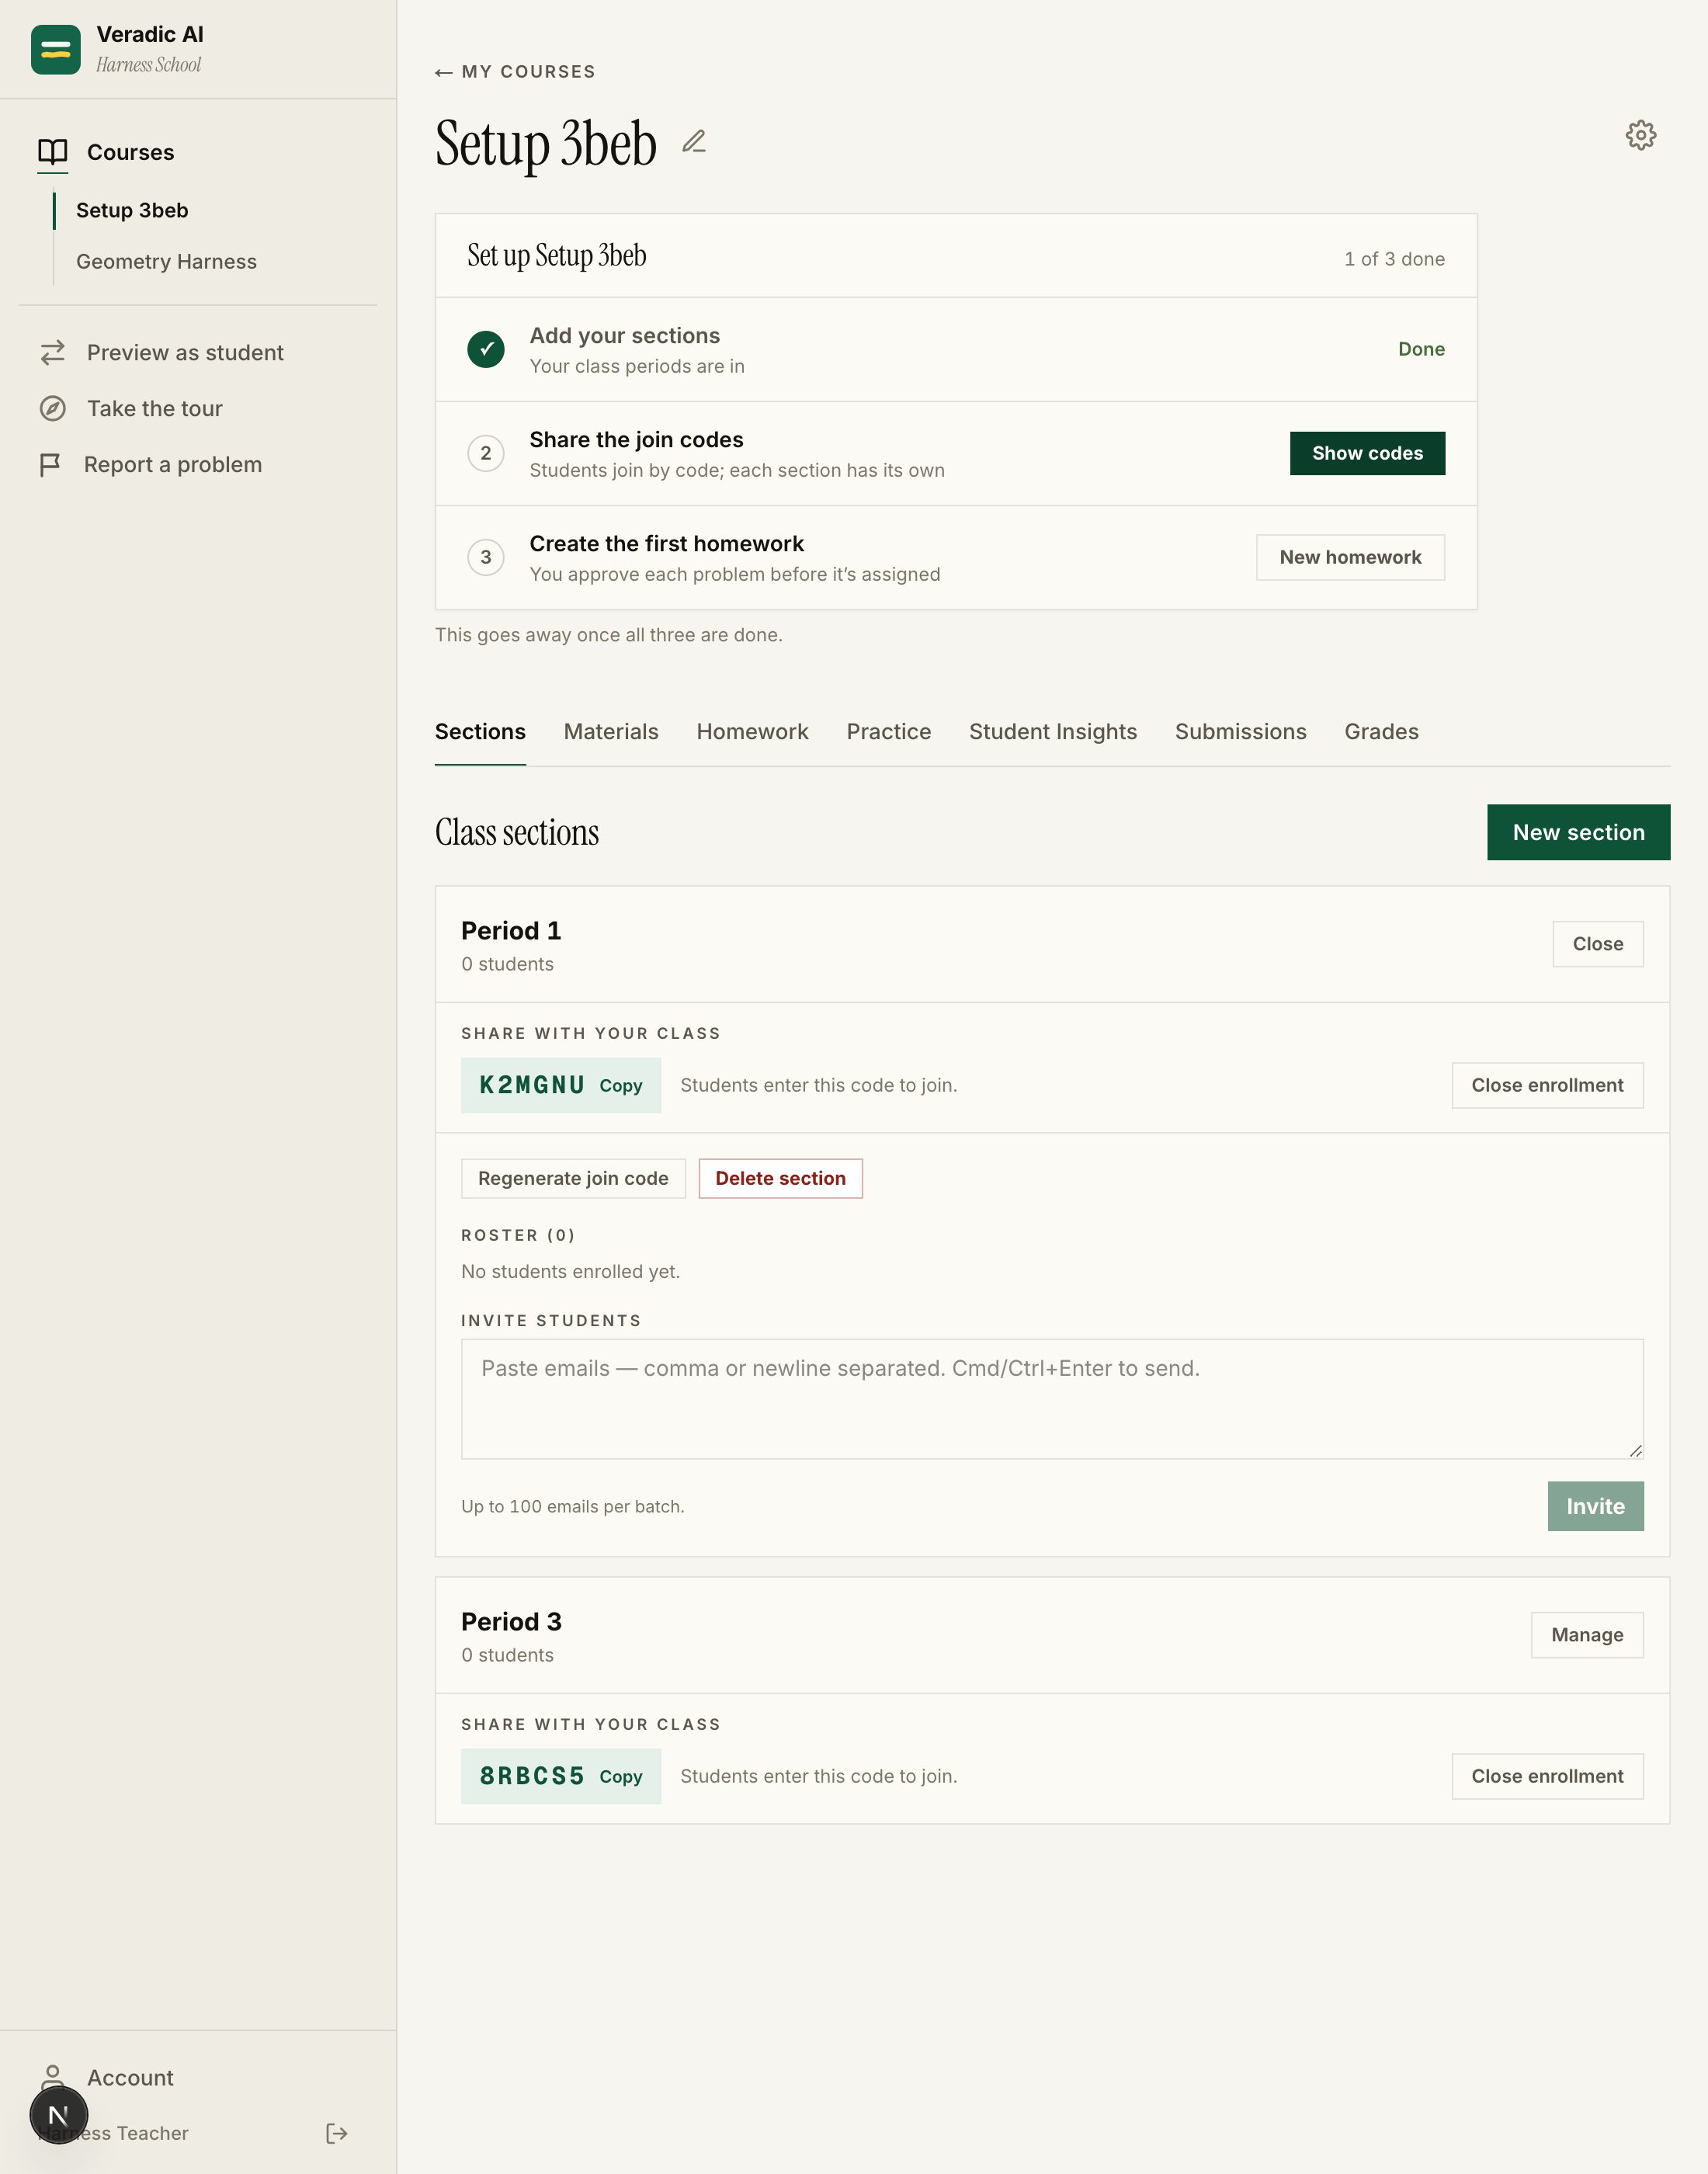 Veradic AI
Harness School
Courses
Setup 3beb
Geometry Harness
Preview as student
Take the tour
Report a problem
Account
Harness Teacher
← MY COURSES
Setup 3beb
Set up Setup 3beb
1 of 3 done
Add your sections
Your class periods are in
Done
2
Share the join codes
Students join by code; each section has its own
Show codes
3
Create the first homework
You approve each problem before it’s assigned
New homework
This goes away once all three are done.
Sections Materials Homework Practice Student Insights Submissions Grades
Class sections
New section
Period 1
0 students
Close
SHARE WITH YOUR CLASS
K2MGNU Copy Students enter this code to join.
Close enrollment
Regenerate join code
Delete section
ROSTER (0)
No students enrolled yet.
INVITE STUDENTS
Paste emails — comma or newline separated. Cmd/Ctrl+Enter to send.
Up to 100 emails per batch.
Invite
Period 3
0 students
Manage
SHARE WITH YOUR CLASS
8RBCS5 Copy Students enter this code to join.
Close enrollment